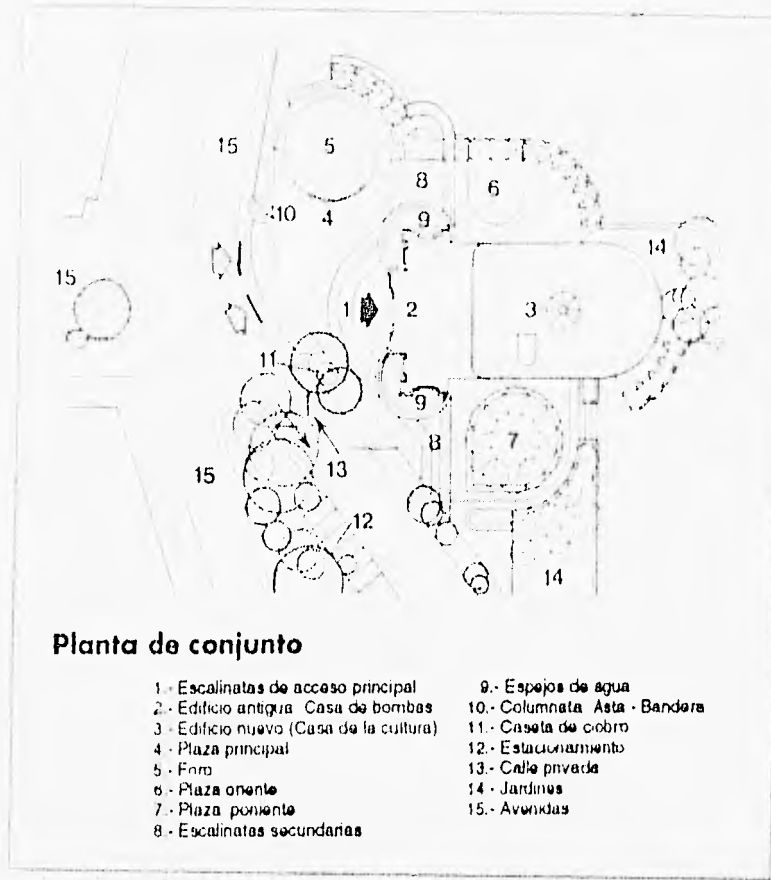 5
15
8
6
10
4
9
14
15
1
2
3
11
9
8
7
13
15
12
14
Planta de conjunto
1.- Escalinatas de acceso principal
2.- Edificio antigua Casa de bombas
3 - Edificio nuevo (Casa de la cultura)
4 - Plaza principal
5 - Foro
6.- Plaza oriente
7.- Plaza poniente
8.- Escalinatas secundarias
9.- Espejos de agua
10.- Columnata Asta - Bandera
11.- Caseta de cobro
12.- Estacionamiento
13.- Calle privada
14 - Jardines
15.- Avenidas